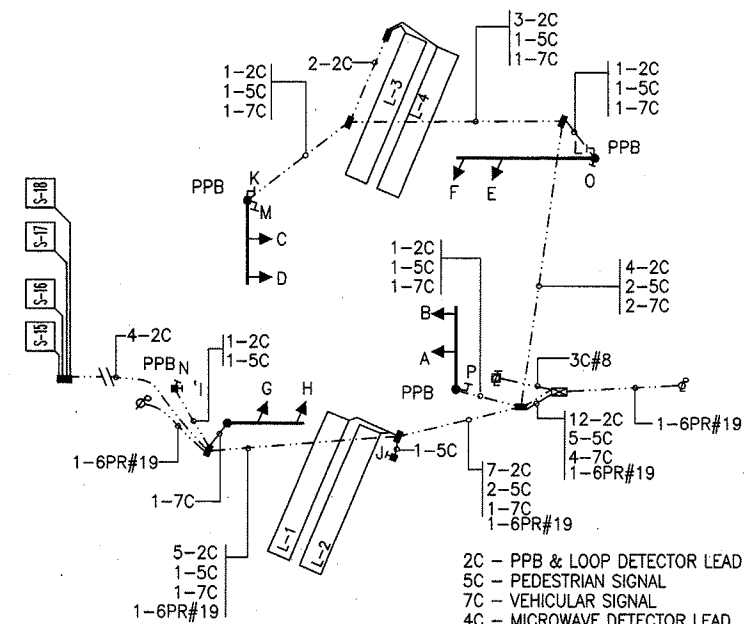 3-2C
1-5C
1-7C
1-2C
1-5C
1-7C
2-2C
1-2C
1-5C
1-7C
L-3
L-4
L
PPB
O
F
E
K
PPB
M
C
D
S-18
S-17
S-16
S-15
1-2C
1-5C
1-7C
4-2C
2-5C
2-7C
B
A
P
PPB
3C#8
4-2C
1-2C
1-5C
PPB
N
I
G
H
12-2C
5-5C
4-7C
1-6PR#19
1-6PR#19
1-6PR#19
J
1-5C
1-7C
L-1
L-2
7-2C
2-5C
1-7C
1-6PR#19
5-2C
1-5C
1-7C
1-6PR#19
2C - PPB & LOOP DETECTOR LEAD
5C - PEDESTRIAN SIGNAL
7C - VEHICULAR SIGNAL
4C - MICROWAVE DETECTOR LEAD